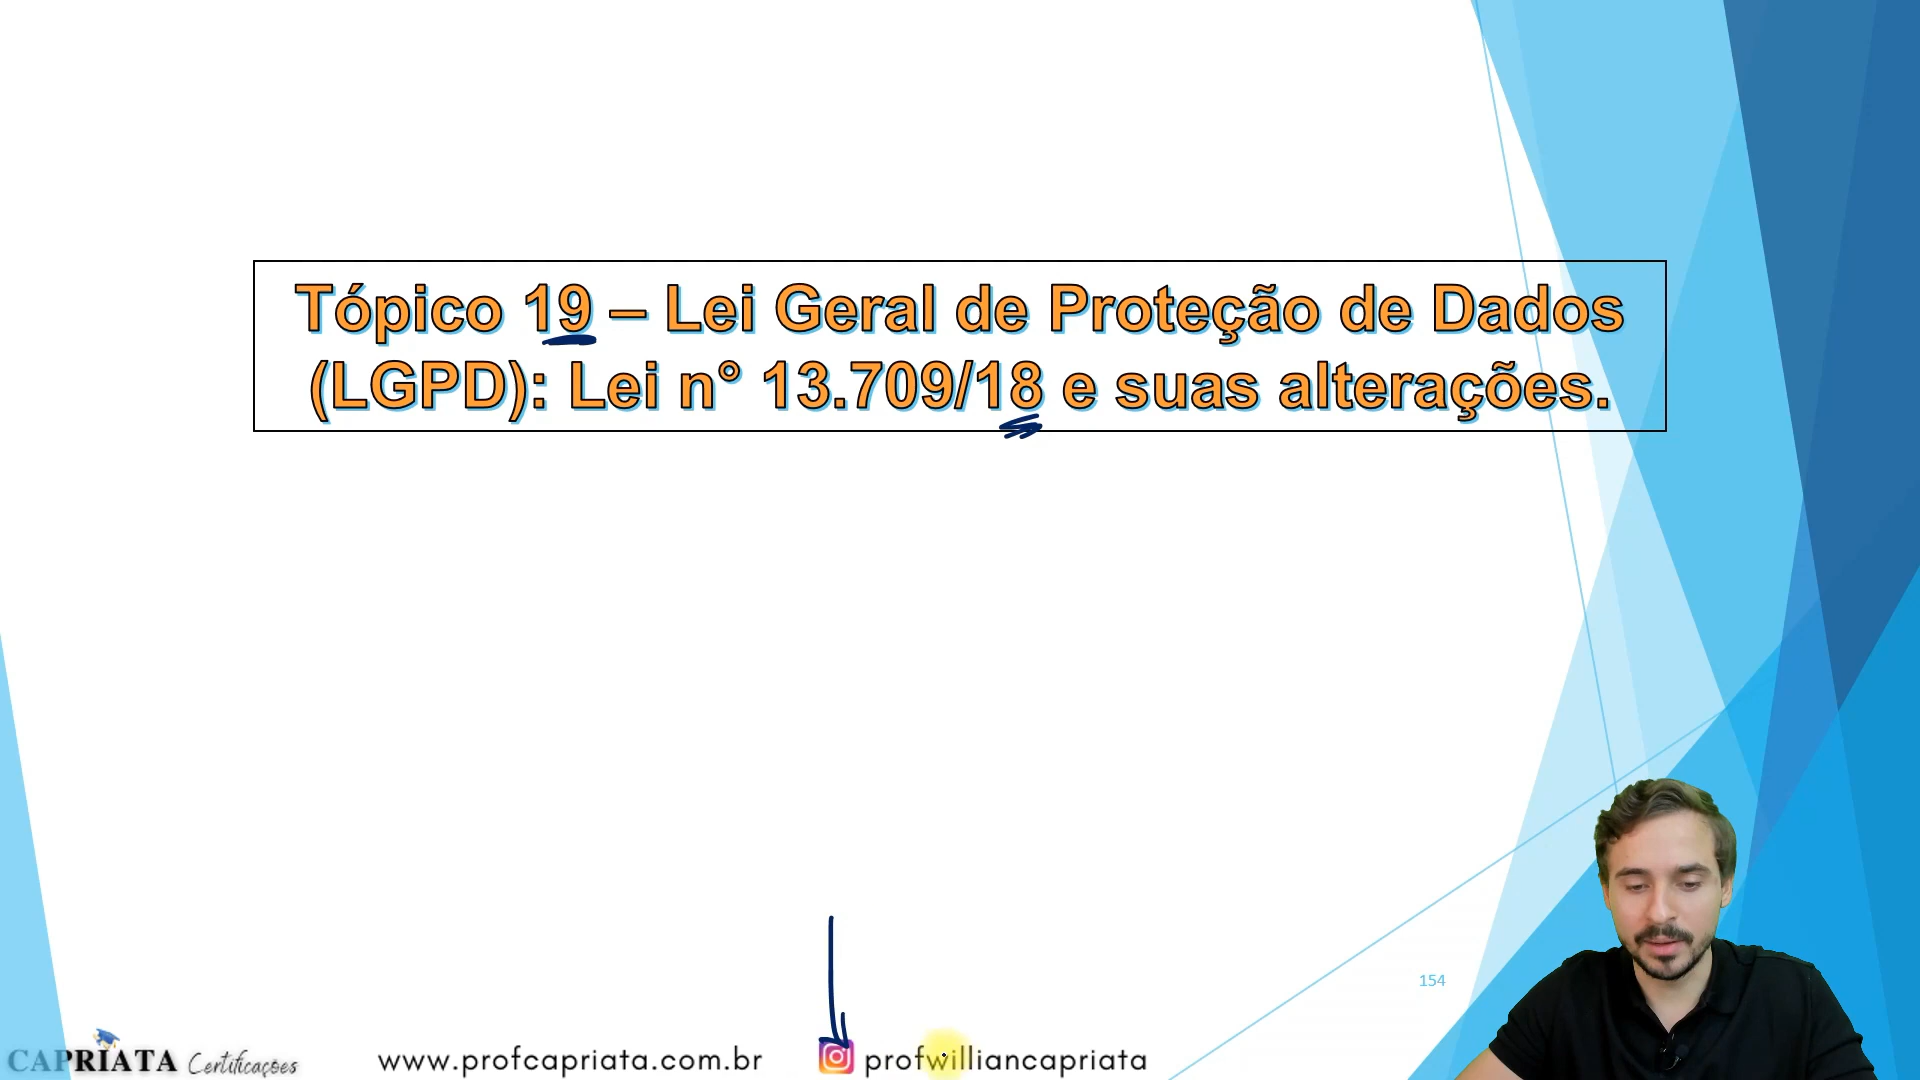 Tópico 19 – Lei Geral de Proteção de Dados
(LGPD): Lei n° 13.709/18 e suas alterações.
154
CAPRIATA Certificações
www.profcapriata.com.br
profwilliancapriata